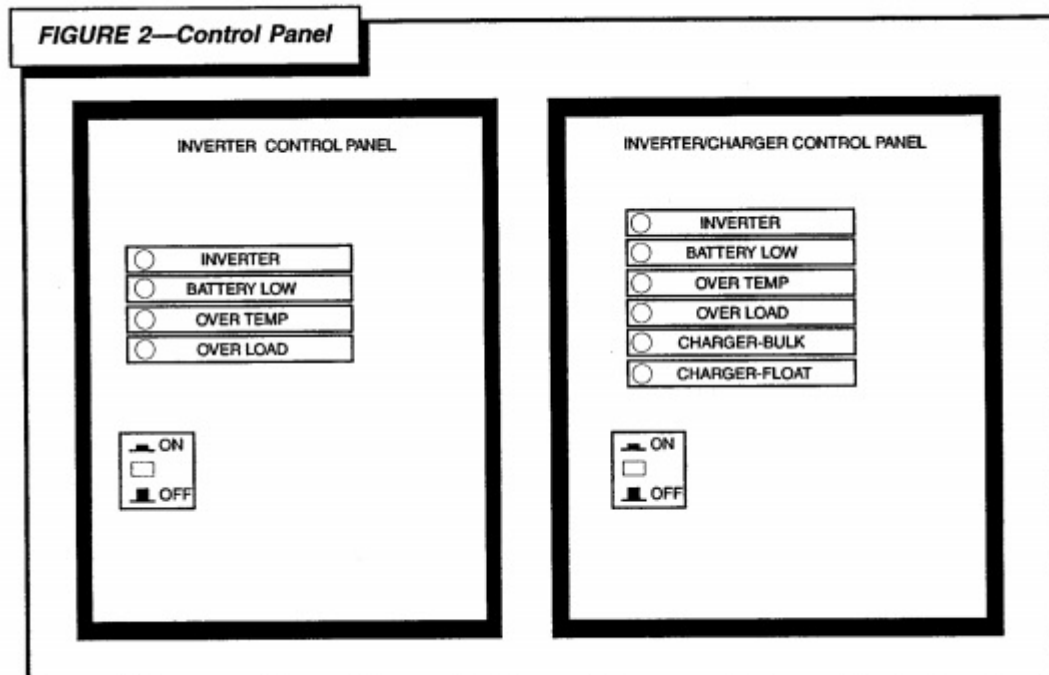 FIGURE 2—Control Panel
INVERTER CONTROL PANEL
INVERTER
BATTERY LOW
OVER TEMP
OVER LOAD
ON
OFF
INVERTER/CHARGER CONTROL PANEL
INVERTER
BATTERY LOW
OVER TEMP
OVER LOAD
CHARGER-BULK
CHARGER-FLOAT
ON
OFF